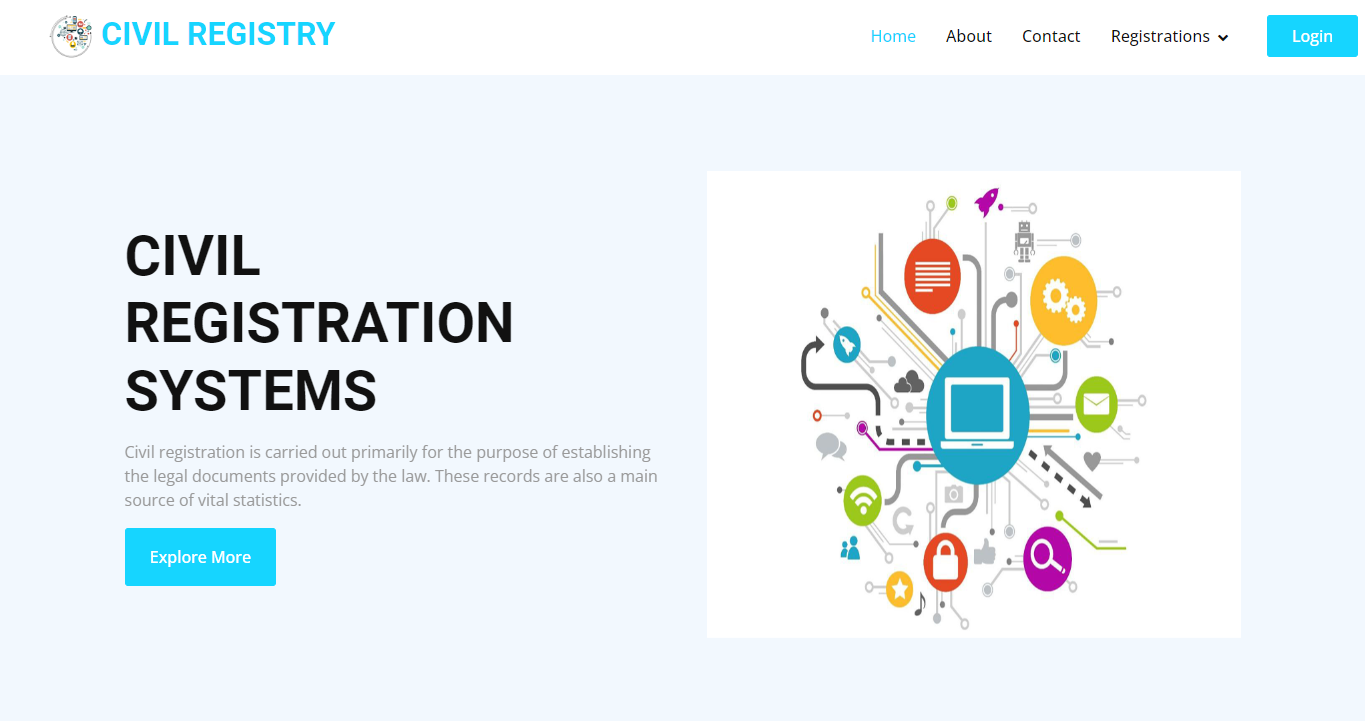 CIVIL REGISTRY
Home About Contact Registrations Login
CIVIL
REGISTRATION
SYSTEMS
Civil registration is carried out primarily for the purpose of establishing
the legal documents provided by the law. These records are also a main
source of vital statistics.
Explore More